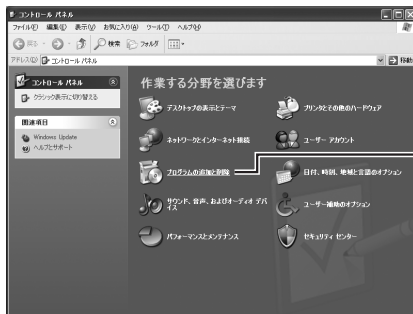 コントロール パネル
ファイル(F) 編集(E) 表示(V) お気に入り(A) ツール(T) ヘルプ(H)
戻る 検索 フォルダ
アドレス(D) コントロール パネル 移動
コントロール パネル
クラシック表示に切り替える
関連項目
Windows Update
ヘルプとサポート
作業する分野を選びます
デスクトップの表示とテーマ
プリンタとその他のハードウェア
ネットワークとインターネット接続
ユーザー アカウント
プログラムの追加と削除
日付、時刻、地域と言語のオプション
サウンド、音声、およびオーディオ デバイス
ユーザー補助のオプション
パフォーマンスとメンテナンス
セキュリティ センター